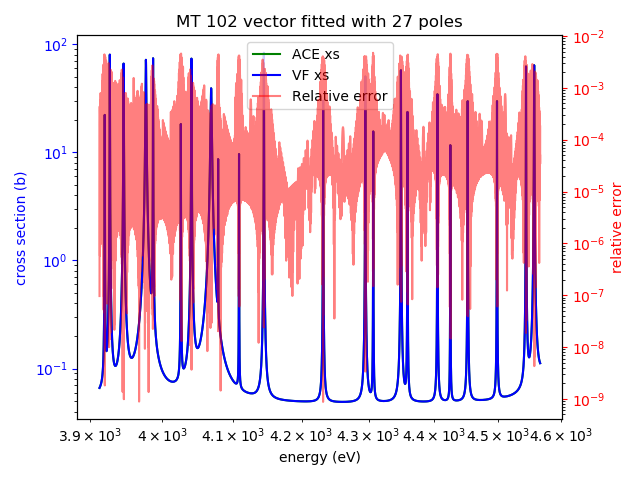 MT 102 vector fitted with 27 poles
ACE xs
VF xs
Relative error
cross section (b)
10²
10¹
10⁰
10⁻¹
10⁻²
10⁻³
10⁻⁴
10⁻⁵
10⁻⁶
10⁻⁷
10⁻⁸
10⁻⁹
relative error
3.9 × 10³ 4 × 10³ 4.1 × 10³ 4.2 × 10³ 4.3 × 10³ 4.4 × 10³ 4.5 × 10³ 4.6 × 10³
energy (eV)